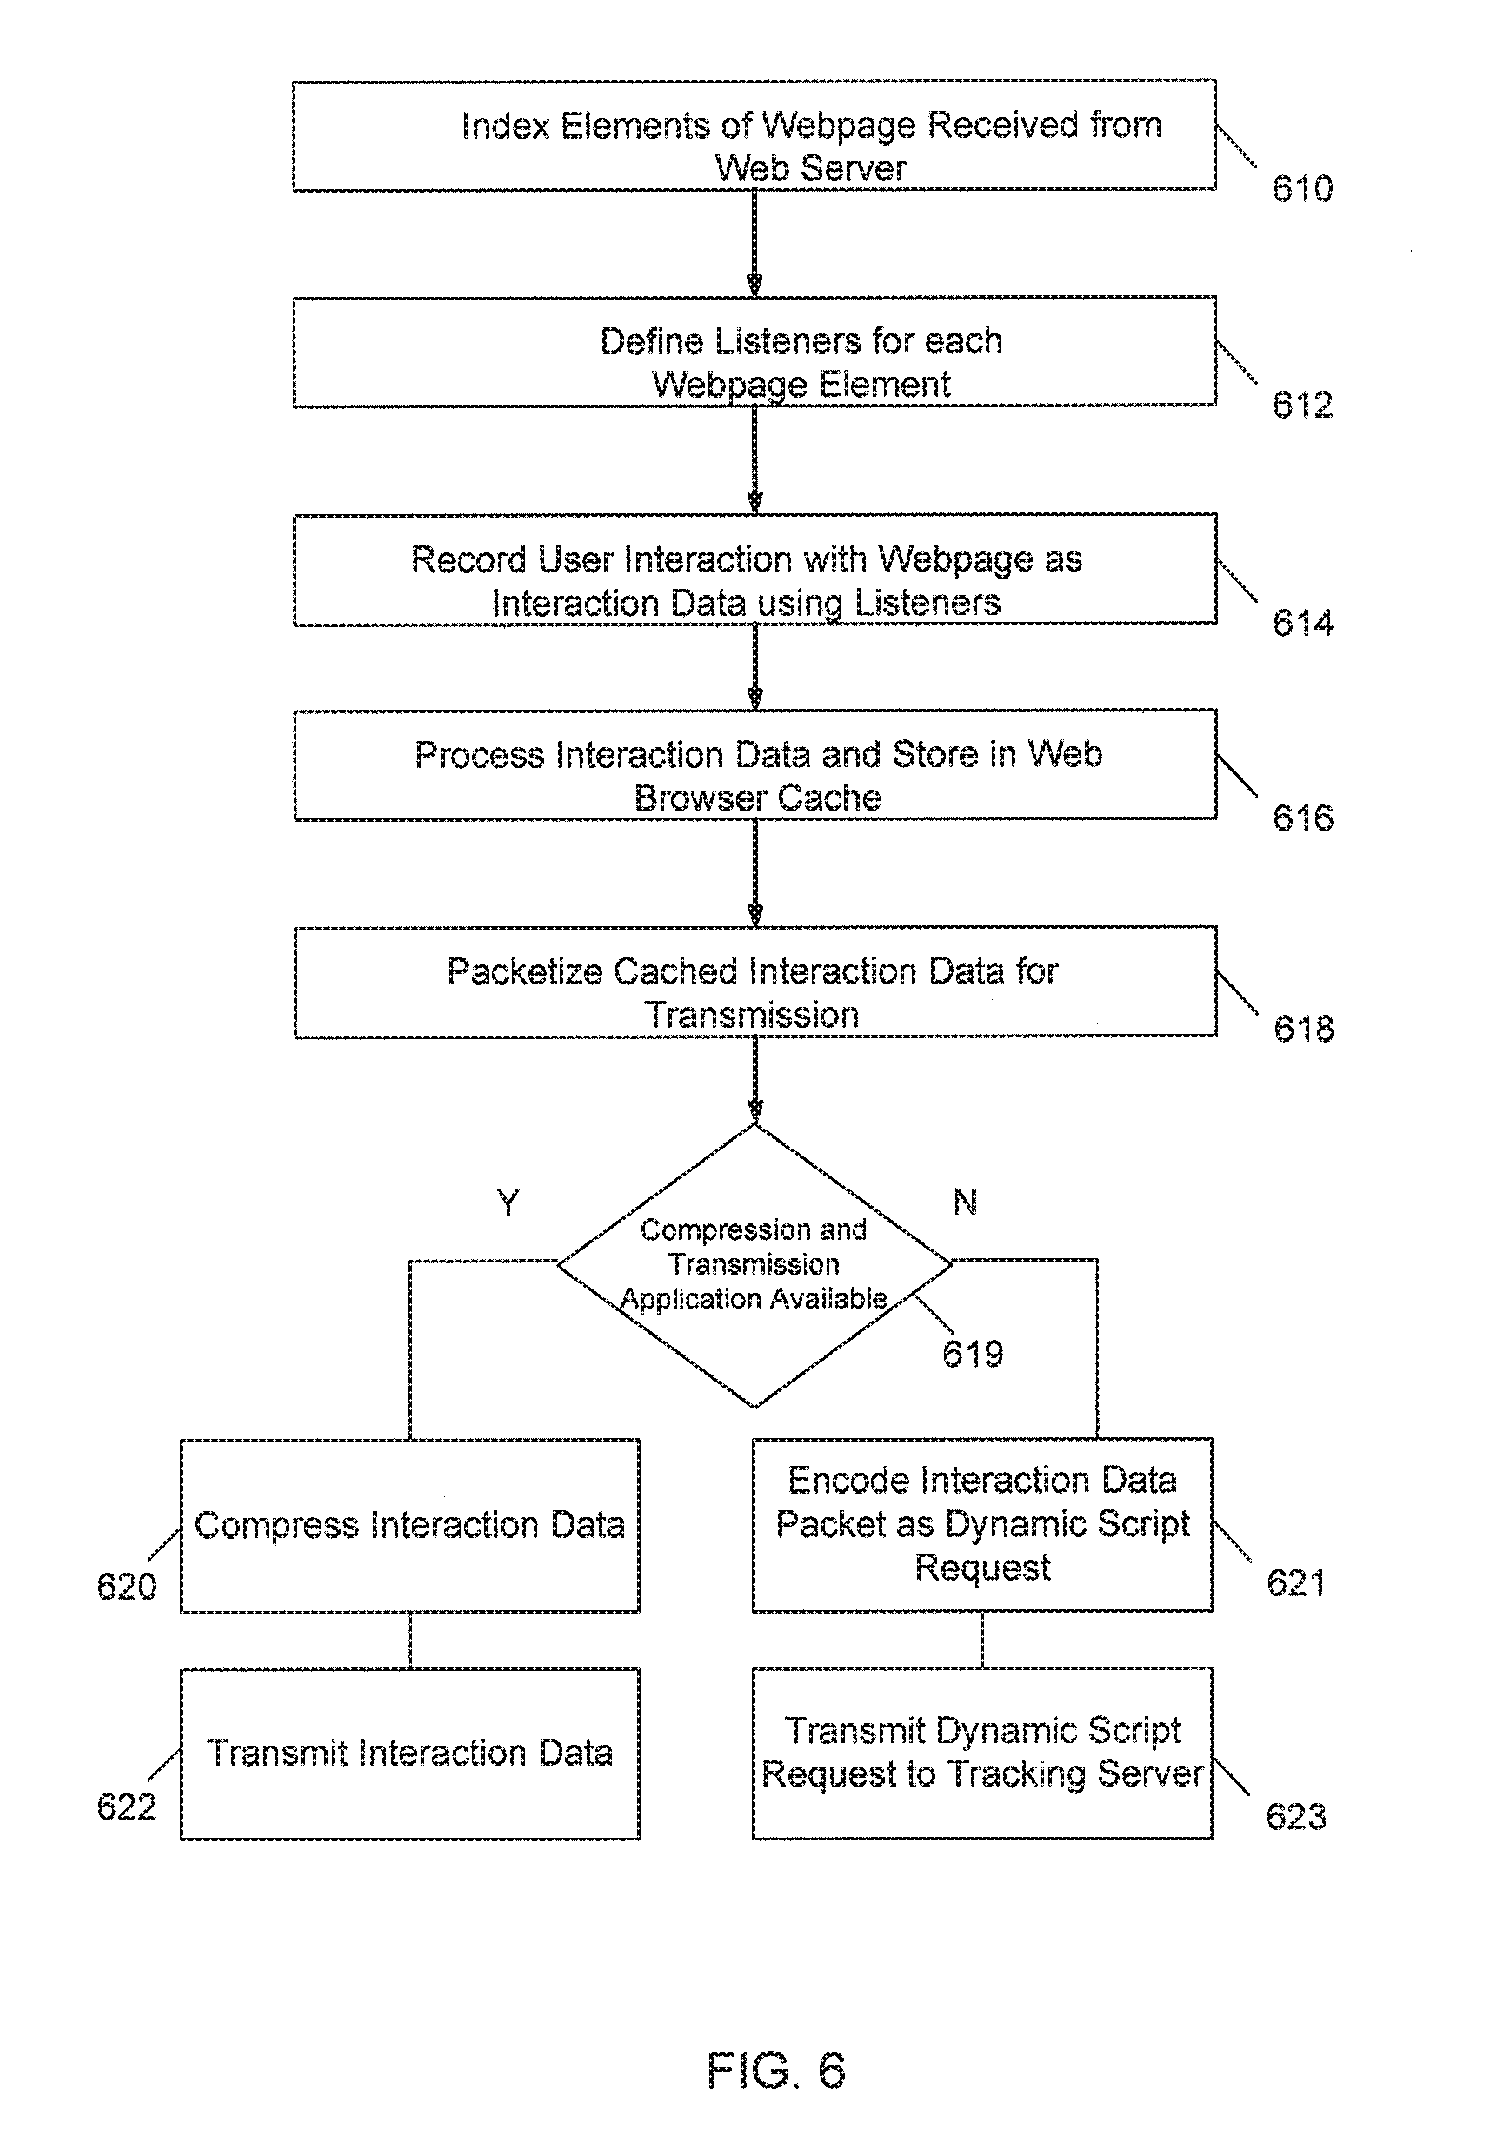 Index Elements of Webpage Received from
Web Server
610
Define Listeners for each
Webpage Element
612
Record User Interaction with Webpage as
Interaction Data using Listeners
614
Process Interaction Data and Store in Web
Browser Cache
616
Packetize Cached Interaction Data for
Transmission
618
Y
N
Compression and
Transmission
Application Available
619
Compress Interaction Data
620
Encode Interaction Data
Packet as Dynamic Script
Request
621
Transmit Interaction Data
622
Transmit Dynamic Script
Request to Tracking Server
623
FIG. 6